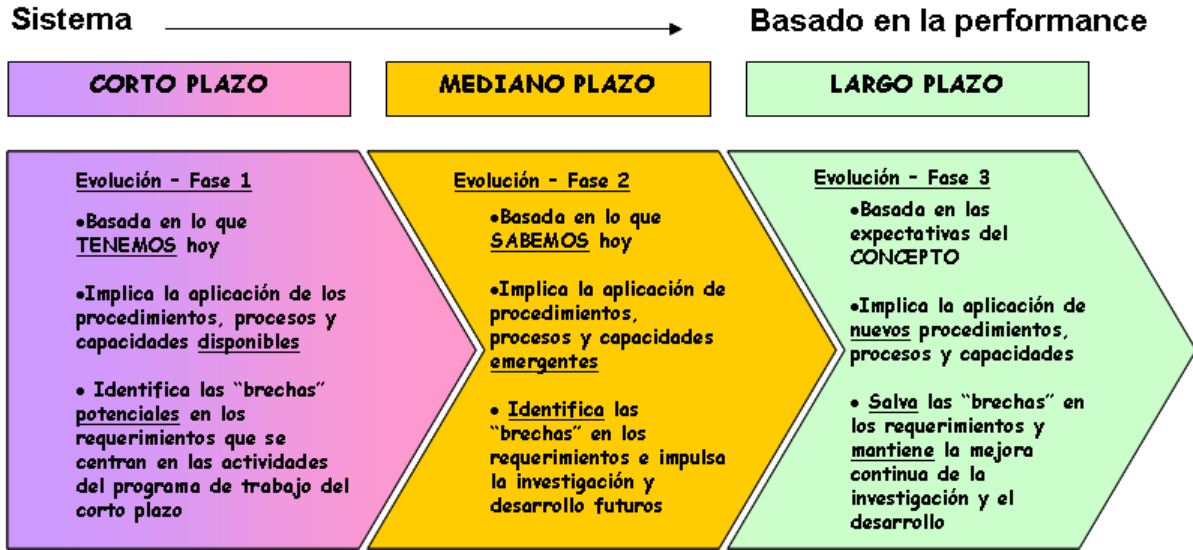 Sistema
Basado en la performance
CORTO PLAZO
MEDIANO PLAZO
LARGO PLAZO
Evolución - Fase 1
•Basada en lo que
TENEMOS hoy
•Implica la aplicación de los
procedimientos, procesos y
capacidades disponibles
• Identifica las “brechas”
potenciales en los
requerimientos que se
centran en las actividades
del programa de trabajo del
corto plazo
Evolución - Fase 2
•Basada en lo que
SABEMOS hoy
•Implica la aplicación de
procedimientos,
procesos y capacidades
emergentes
• Identifica las
“brechas” en los
requerimientos e impulsa
la investigación y
desarrollo futuros
Evolución - Fase 3
•Basada en las
expectativas del
CONCEPTO
•Implica la aplicación de
nuevos procedimientos,
procesos y capacidades
• Salva las “brechas” en
los requerimientos y
mantiene la mejora
continua de la
investigación y el
desarrollo